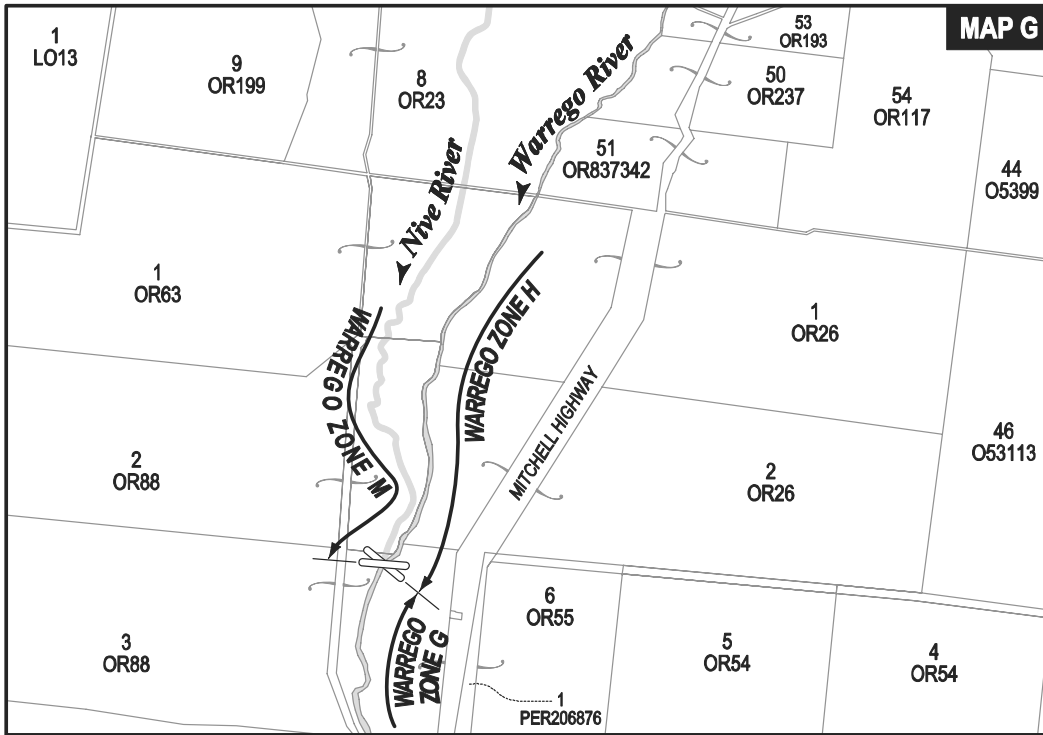 MAP G
1
LO13
9
OR199
8
OR23
Nive River
Warrego River
53
OR193
50
OR237
54
OR117
51
OR837342
44
O5399
1
OR63
1
OR26
WARREGO ZONE M
WARREGO ZONE H
MITCHELL HIGHWAY
46
O53113
2
OR88
2
OR26
3
OR88
WARREGO
ZONE G
6
OR55
5
OR54
4
OR54
1
PER206876